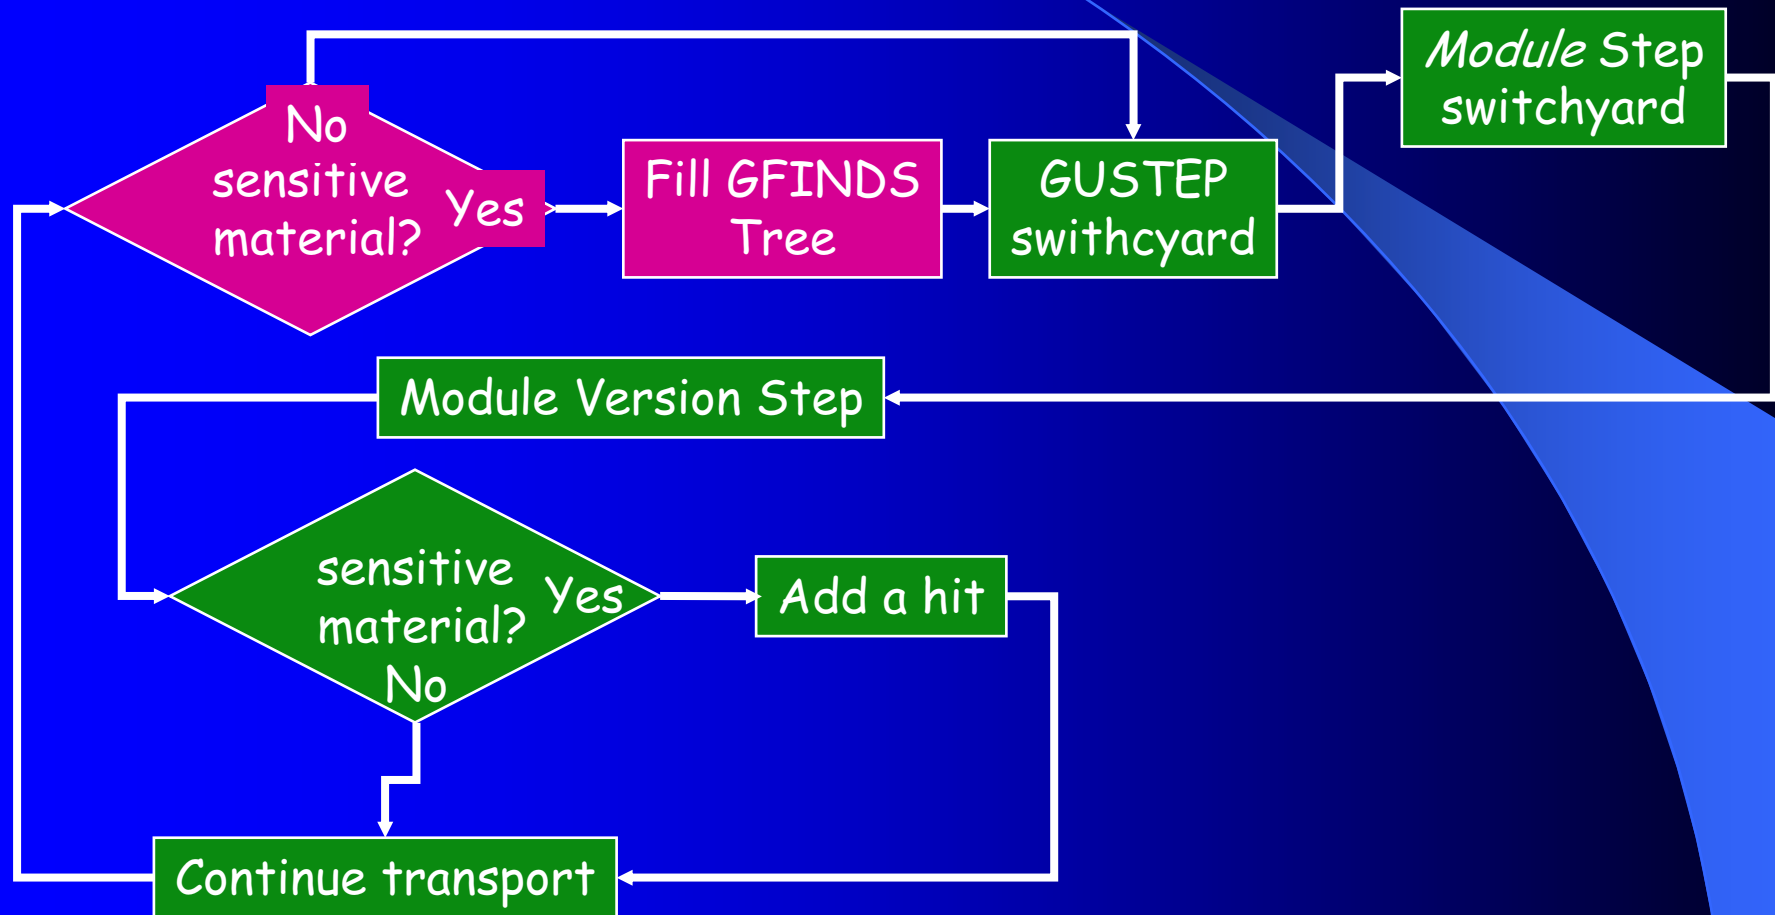 Module Step
switchyard
No
sensitive
material?
Yes
Fill GFINDS
Tree
GUSTEP
swithcyard
Module Version Step
sensitive
material?
Yes
No
Add a hit
Continue transport